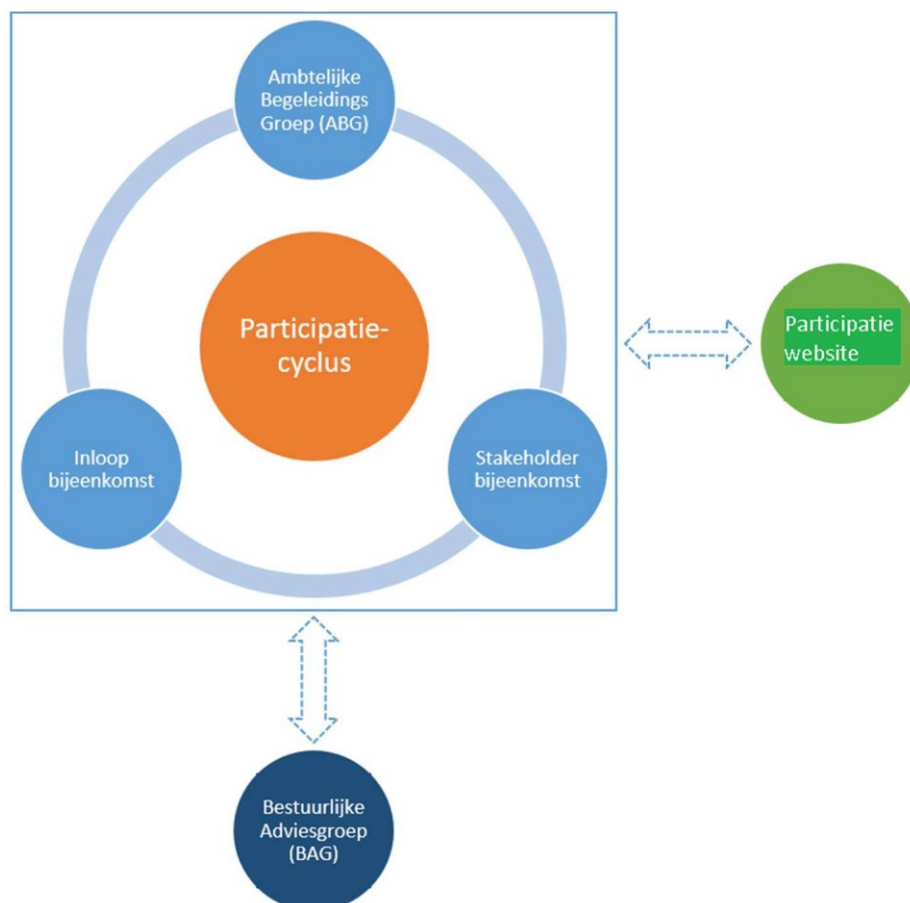 Ambtelijke
Begeleidings
Groep (ABG)
Participatie-
cyclus
Participatie
website
Inloop
bijeenkomst
Stakeholder
bijeenkomst
Bestuurlijke
Adviesgroep
(BAG)